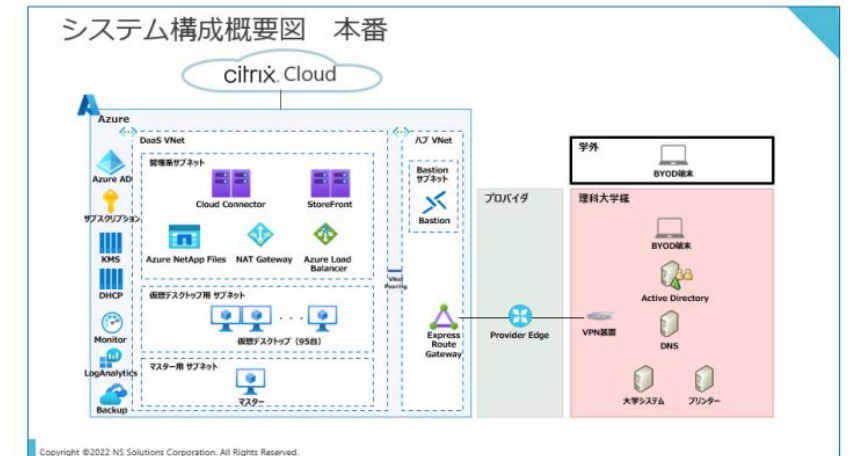 システム構成概要図 本番
citrix. Cloud
Azure
Azure AD
サブスクリプション
KMS
DHCP
Monitor
LogAnalytics
Backup
DaaS VNet
管理系サブネット
Cloud Connector
StoreFront
Azure NetApp Files
NAT Gateway
Azure Load
Balancer
仮想デスクトップ用 サブネット
・・・
仮想デスクトップ（95台）
マスター用 サブネット
マスター
VNet
Peering
ハブ VNet
Bastion
サブネット
Bastion
Express
Route
Gateway
プロバイダ
Provider Edge
学外
BYOD端末
理科大学様
BYOD端末
Active Directory
VPN装置
DNS
大学システム
プリンター
Copyright ©2022 NS Solutions Corporation. All Rights Reserved.